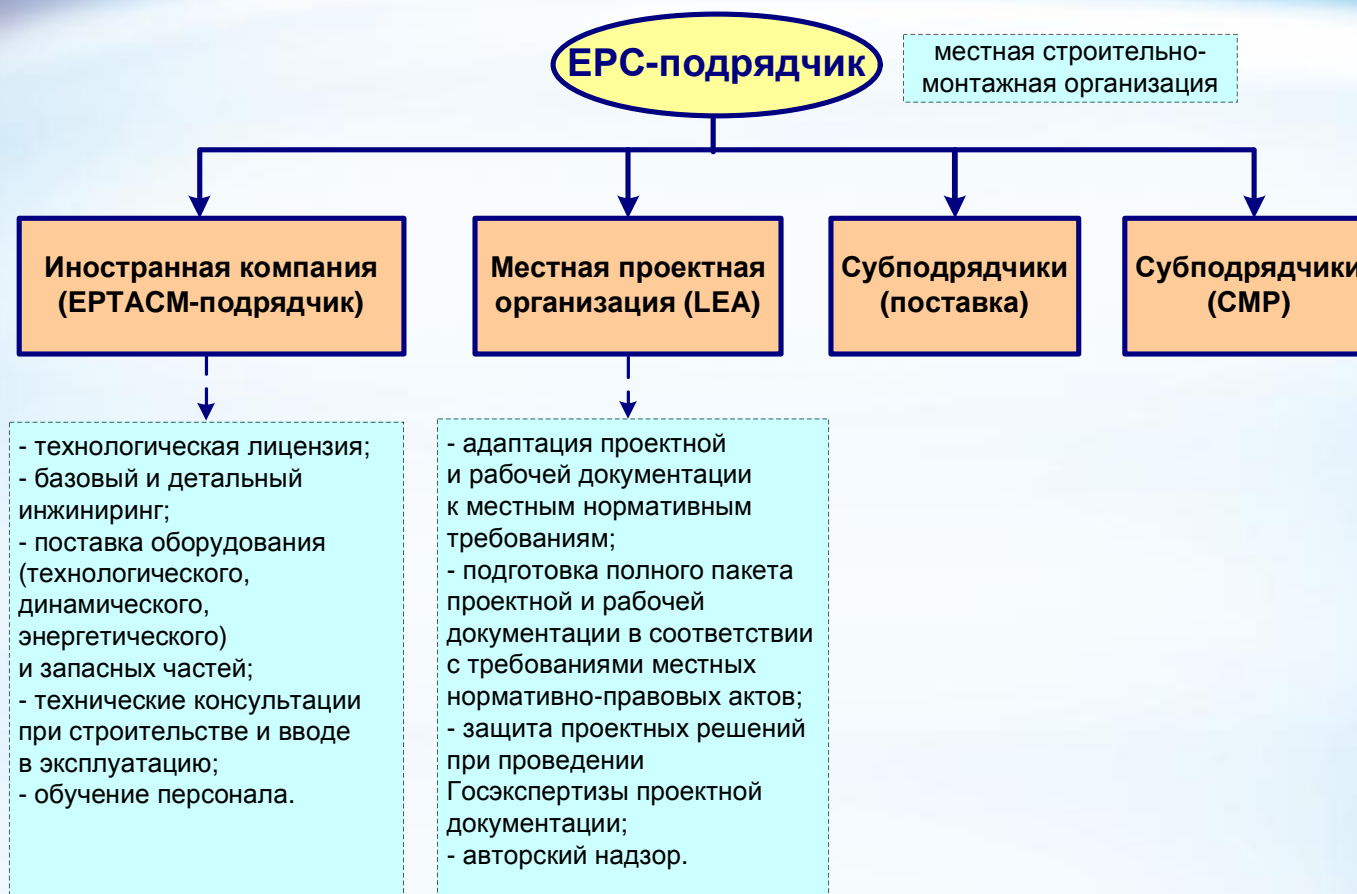 ЕРС-подрядчик
местная строительно-
монтажная организация
Иностранная компания
(ЕРТАСМ-подрядчик)
Местная проектная
организация (LEA)
Субподрядчики
(поставка)
Субподрядчики
(СМР)
- технологическая лицензия;
- базовый и детальный
инжиниринг;
- поставка оборудования
(технологического,
динамического,
энергетического)
и запасных частей;
- технические консультации
при строительстве и вводе
в эксплуатацию;
- обучение персонала.
- адаптация проектной
и рабочей документации
к местным нормативным
требованиям;
- подготовка полного пакета
проектной и рабочей
документации в соответствии
с требованиями местных
нормативно-правовых актов;
- защита проектных решений
при проведении
Госэкспертизы проектной
документации;
- авторский надзор.